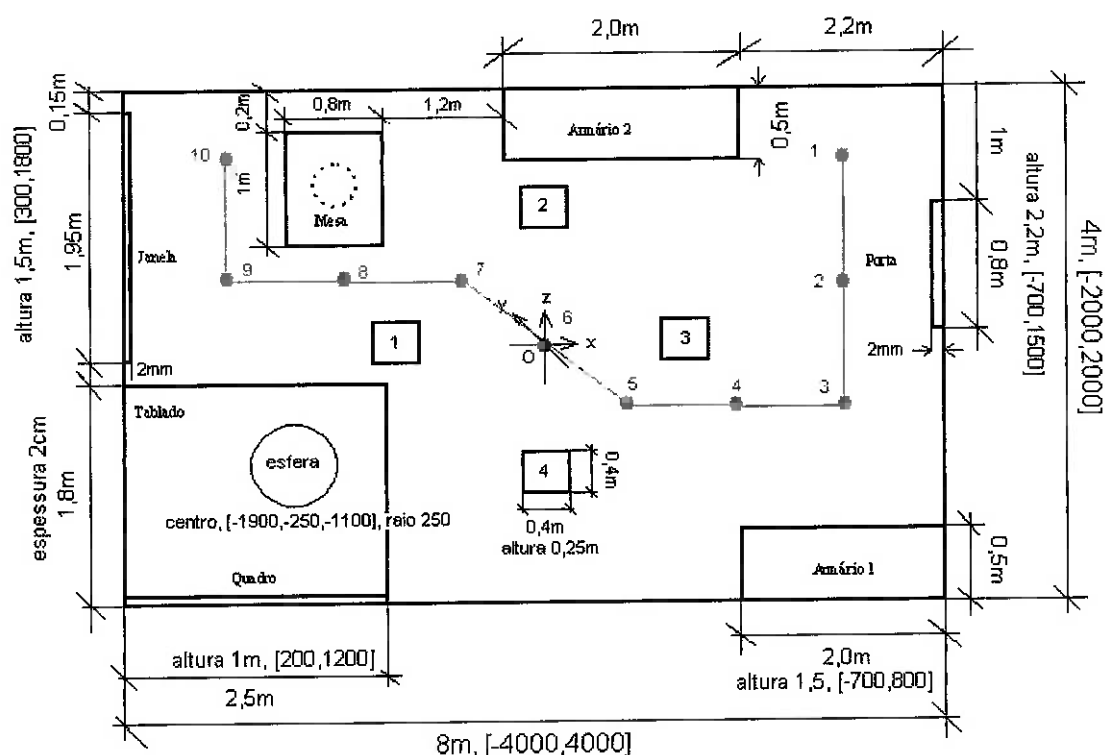 2,0m
2,2m
0,15m
0,2m
0,8m
1,2m
Armário 2
0,5m
1m
altura 1,5m, [300,1800]
1,95m
10
1
1m
Mesa
2
Janela
9
8
7
2
Porta
0,8m
altura 2,2m, [-700,1500]
4m, [-2000,2000]
z
y
6
x
O
1
3
2mm
2mm
5
4
3
Tablado
esfera
espessura 2cm
1,8m
4
0,4m
centro, [-1900,-250,-1100], raio 250
0,4m
altura 0,25m
Quadro
Armário 1
0,5m
altura 1m, [200,1200]
2,0m
2,5m
altura 1,5, [-700,800]
8m, [-4000,4000]